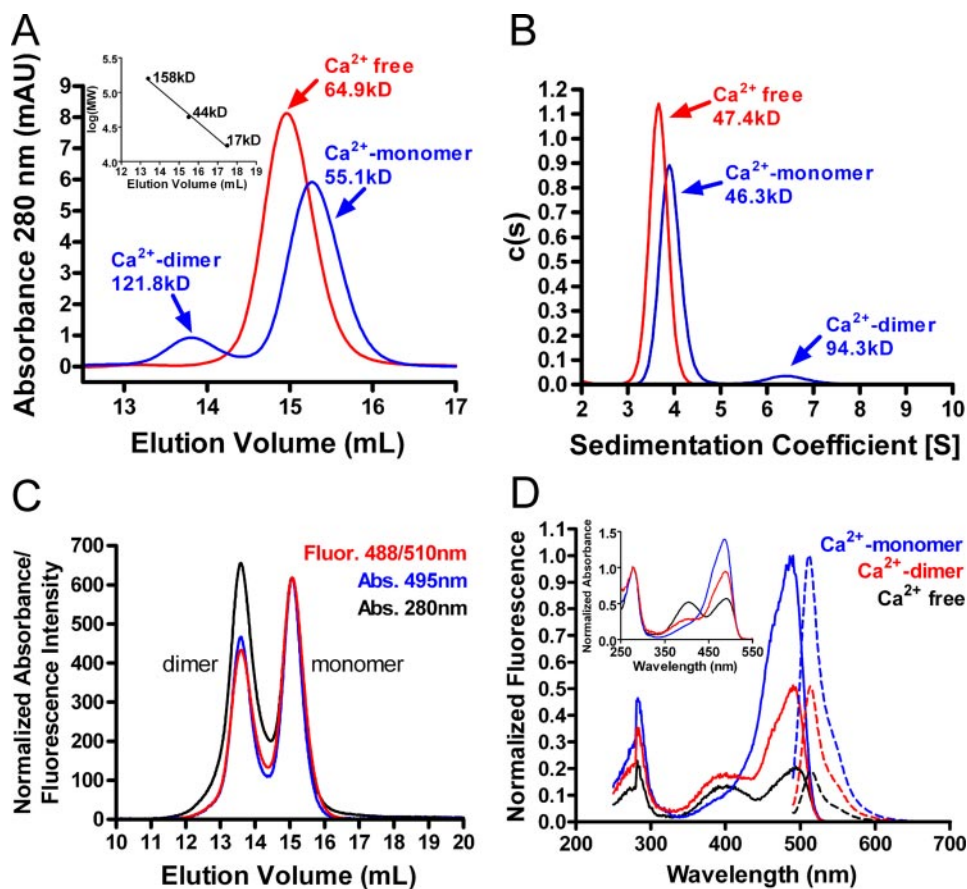 A
Absorbance 280 nm (mAU)
9
8
7
6
5
4
3
2
1
0
13 14 15 16 17
Elution Volume (mL)
log(MW)
5.5
5.0
4.5
4.0
158kD
44kD
17kD
12 13 14 15 16 17 18 19
Elution Volume (mL)
Ca²⁺ free
64.9kD
Ca²⁺-monomer
55.1kD
Ca²⁺-dimer
121.8kD
B
c(s)
1.2
1.1
1.0
0.9
0.8
0.7
0.6
0.5
0.4
0.3
0.2
0.1
0.0
2 3 4 5 6 7 8 9 10
Sedimentation Coefficient [S]
Ca²⁺ free
47.4kD
Ca²⁺-monomer
46.3kD
Ca²⁺-dimer
94.3kD
C
Normalized Absorbance/
Fluorescence Intensity
700
600
500
400
300
200
100
0
10 11 12 13 14 15 16 17 18 19 20
Elution Volume (mL)
Fluor. 488/510nm
Abs. 495nm
Abs. 280nm
dimer
monomer
D
Normalized Fluorescence
1.1
1.0
0.9
0.8
0.7
0.6
0.5
0.4
0.3
0.2
0.1
0.0
200 300 400 500 600 700
Wavelength (nm)
Normalized Absorbance
1.5
1.0
0.5
0.0
250 350 450 550
Wavelength (nm)
Ca²⁺-monomer
Ca²⁺-dimer
Ca²⁺ free